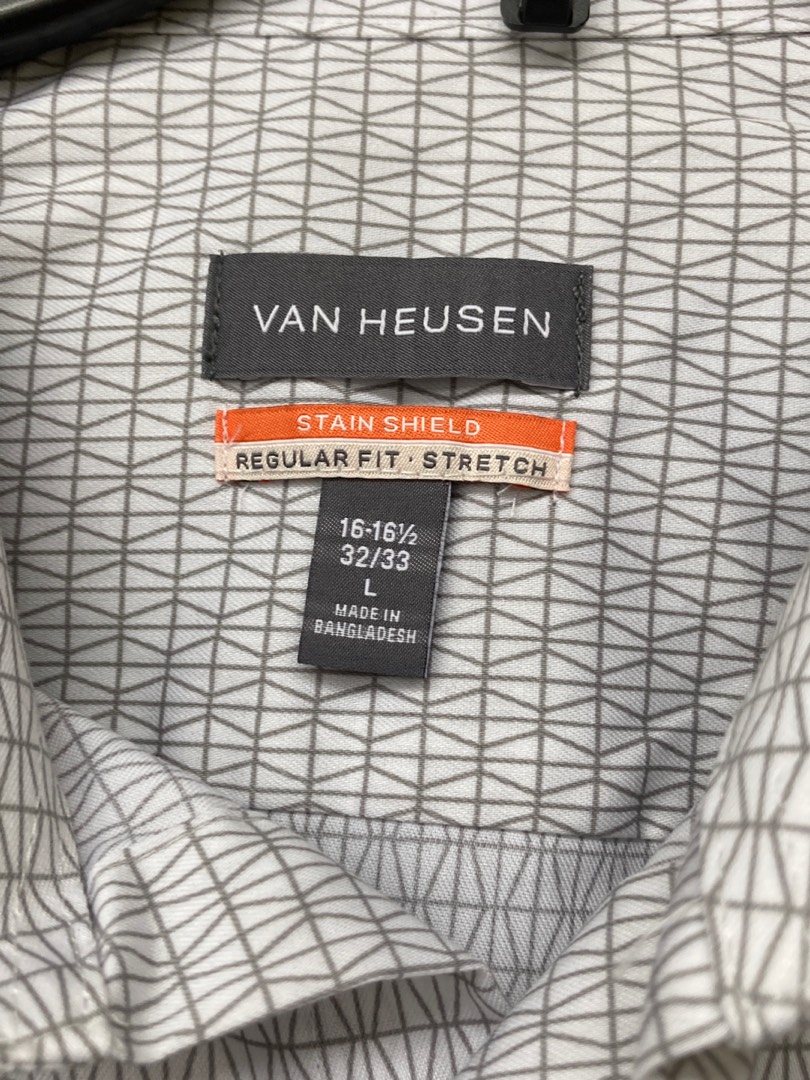 VAN HEUSEN
STAIN SHIELD
REGULAR FIT · STRETCH
16-16½
32/33
L
MADE IN
BANGLADESH